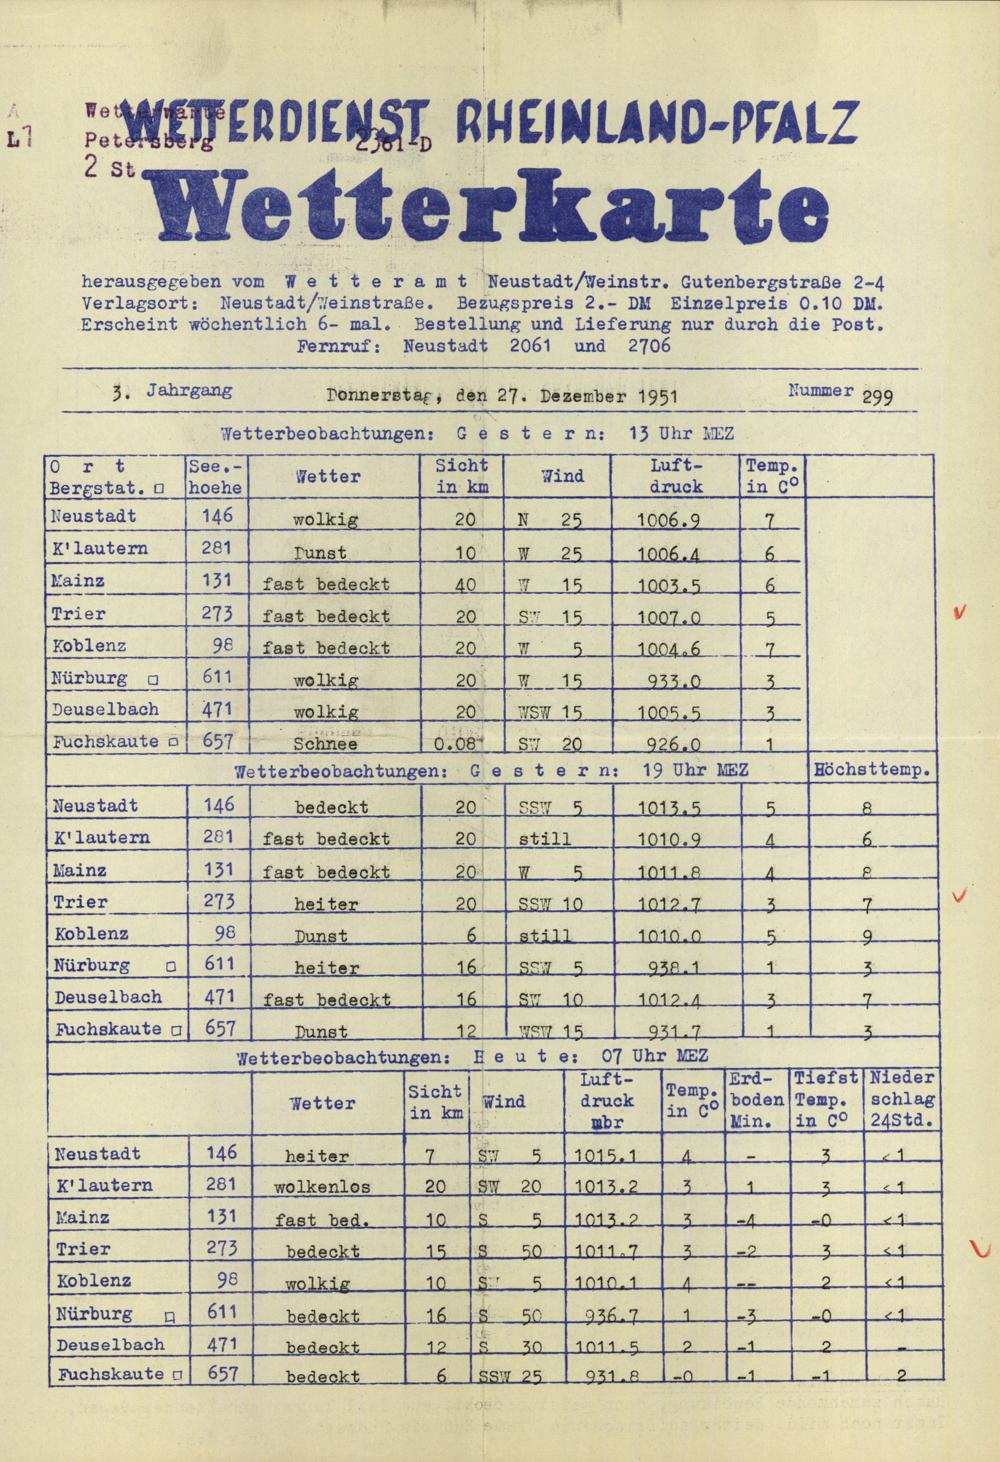 A
L7
Wetterwarte
Petersberg
2 St
2361-D
WETTERDIENST RHEINLAND-PFALZ
Wetterkarte
herausgegeben vom W e t t e r a m t Neustadt/Weinstr. Gutenbergstraße 2-4
Verlagsort: Neustadt/Weinstraße. Bezugspreis 2.- DM Einzelpreis 0.10 DM.
Erscheint wöchentlich 6- mal. Bestellung und Lieferung nur durch die Post.
Fernruf: Neustadt 2061 und 2706
3. Jahrgang Donnerstag, den 27. Dezember 1951 Nummer 299
Wetterbeobachtungen: G e s t e r n: 13 Uhr MEZ
O r t See.- Wetter Sicht Wind Luft- Temp.
Bergstat. □ hoehe in km druck in C°
Neustadt 146 wolkig 20 N 25 1006.9 7
K'lautern 281 Dunst 10 W 25 1006.4 6
Mainz 131 fast bedeckt 40 W 15 1003.5 6
Trier 273 fast bedeckt 20 SW 15 1007.0 5
Koblenz 98 fast bedeckt 20 W 5 1004.6 7
Nürburg □ 611 wolkig 20 W 15 933.0 3
Deuselbach 471 wolkig 20 WSW 15 1005.5 3
Fuchskaute □ 657 Schnee 0.08 SW 20 926.0 1
Wetterbeobachtungen: G e s t e r n: 19 Uhr MEZ Höchsttemp.
Neustadt 146 bedeckt 20 SSW 5 1013.5 5 8
K'lautern 281 fast bedeckt 20 still 1010.9 4 6
Mainz 131 fast bedeckt 20 W 5 1011.8 4 8
Trier 273 heiter 20 SSW 10 1012.7 3 7
Koblenz 98 Dunst 6 still 1010.0 5 9
Nürburg □ 611 heiter 16 SSW 5 938.1 1 3
Deuselbach 471 fast bedeckt 16 SW 10 1012.4 3 7
Fuchskaute □ 657 Dunst 12 WSW 15 931.7 1 3
Wetterbeobachtungen: H e u t e: 07 Uhr MEZ
Wetter Sicht Wind Luft- Temp. Erd- Tiefst Nieder
in km druck in C° boden Temp. schlag
mbr Min. in C° 24Std.
Neustadt 146 heiter 7 SW 5 1015.1 4 - 3 <1
K'lautern 281 wolkenlos 20 SW 20 1013.2 3 1 3 <1
Mainz 131 fast bed. 10 S 5 1013.2 3 -4 -0 <1
Trier 273 bedeckt 15 S 50 1011.7 3 -2 3 <1
Koblenz 98 wolkig 10 SW 5 1010.1 4 -- 2 <1
Nürburg □ 611 bedeckt 16 S 50 936.7 1 -3 -0 <1
Deuselbach 471 bedeckt 12 S 30 1011.5 2 -1 2 -
Fuchskaute □ 657 bedeckt 6 SSW 25 931.8 -0 -1 -1 2